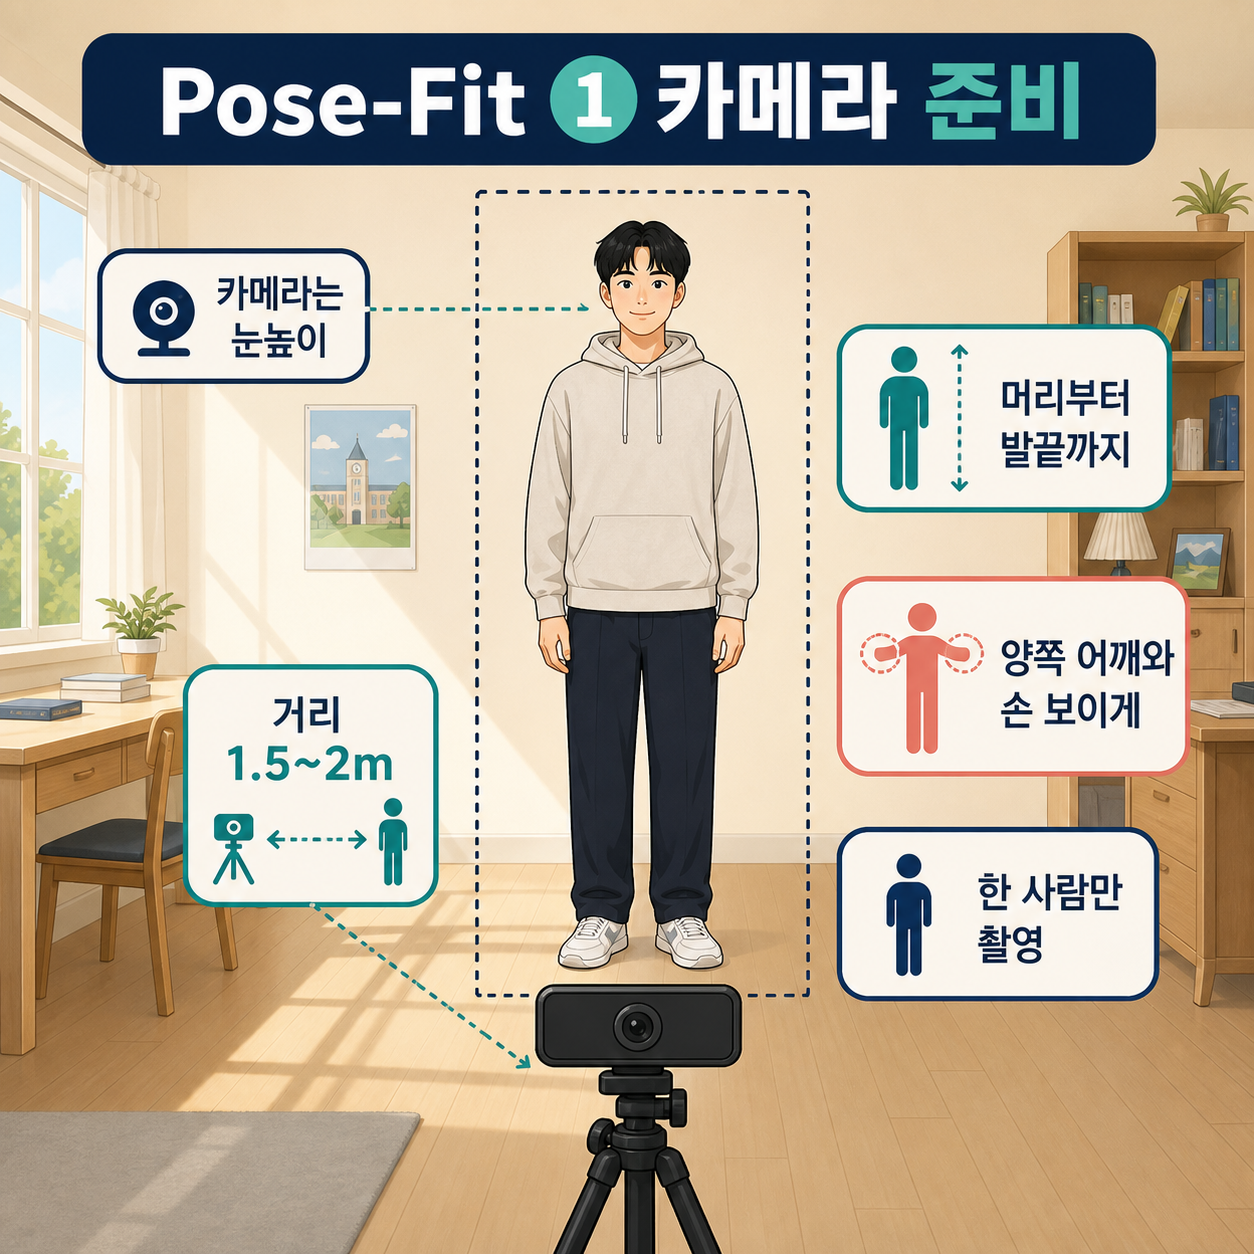 Pose-Fit 1 카메라 준비
카메라는
눈높이
머리부터
발끝까지
양쪽 어깨와
손 보이게
거리
1.5~2m
한 사람만
촬영